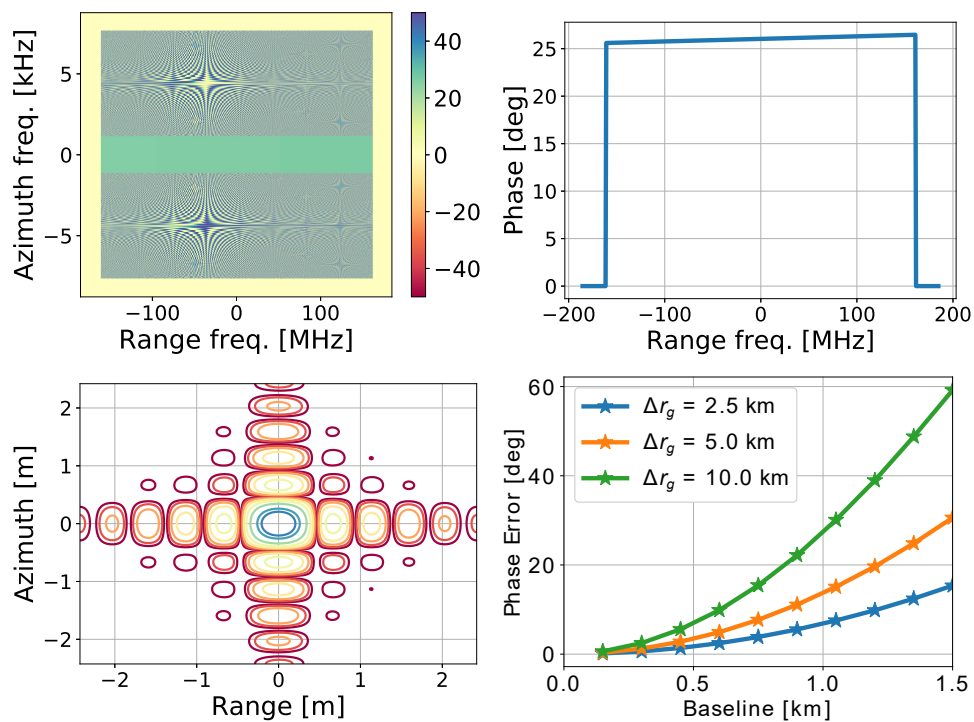 Azimuth freq. [kHz]
5
0
−5
−100 0 100
Range freq. [MHz]
40
20
0
−20
−40
Phase [deg]
25
20
15
10
5
0
−200 −100 0 100 200
Range freq. [MHz]
Azimuth [m]
2
1
0
−1
−2
−2 −1 0 1 2
Range [m]
Phase Error [deg]
60
40
20
0
Δr_g = 2.5 km
Δr_g = 5.0 km
Δr_g = 10.0 km
0.0 0.5 1.0 1.5
Baseline [km]